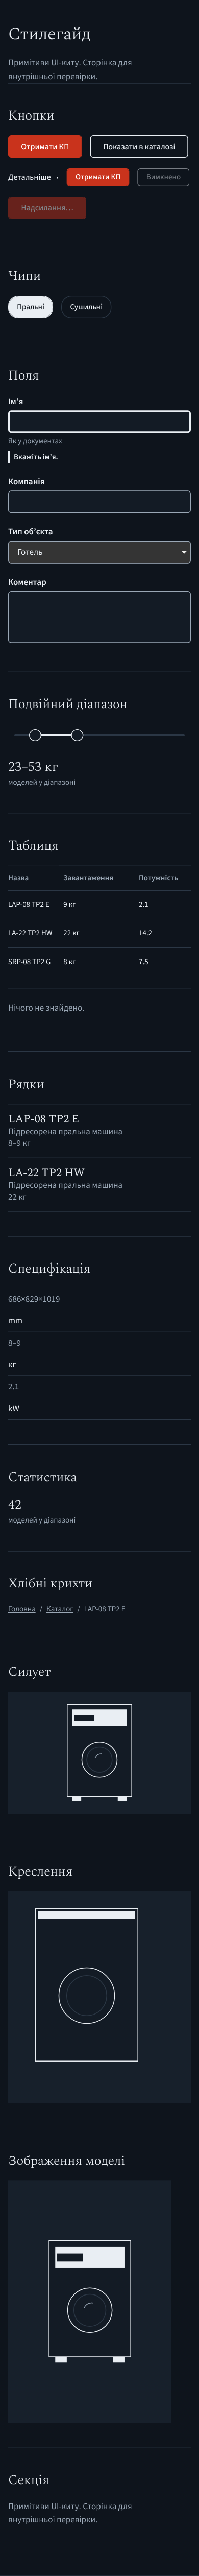 Стилегайд
Примітиви UI-киту. Сторінка для
внутрішньої перевірки.
Кнопки
Отримати КП
Показати в каталозі
Детальніше→
Отримати КП
Вимкнено
Надсилання…
Чипи
Пральні
Сушильні
Поля
Ім'я
Як у документах
Вкажіть ім'я.
Компанія
Тип об'єкта
Готель
Коментар
Подвійний діапазон
23–53 кг
моделей у діапазоні
Таблиця
Назва Завантаження Потужність
LAP-08 TP2 E 9 кг 2.1
LA-22 TP2 HW 22 кг 14.2
SRP-08 TP2 G 8 кг 7.5
Нічого не знайдено.
Рядки
LAP-08 TP2 E
Підресорена пральна машина
8–9 кг
LA-22 TP2 HW
Підресорена пральна машина
22 кг
Специфікація
686×829×1019
mm
8–9
кг
2.1
kW
Статистика
42
моделей у діапазоні
Хлібні крихти
Головна / Каталог / LAP-08 TP2 E
Силует
Креслення
Зображення моделі
Секція
Примітиви UI-киту. Сторінка для
внутрішньої перевірки.